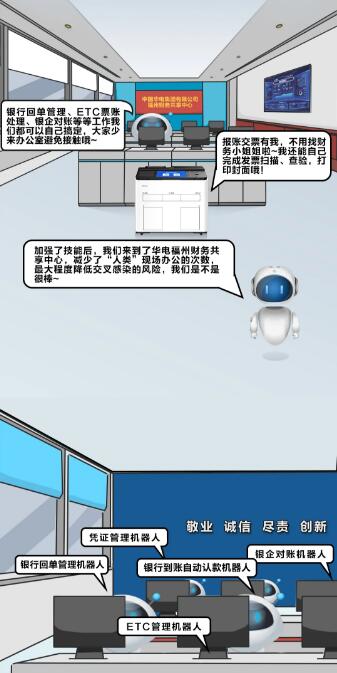 中国华电集团有限公司
福州财务共享中心
银行回单管理、ETC票账
处理、银企对账等等工作我
们都可以自己搞定，大家少
来办公室避免接触哦~
报账交票有我，不用找财
务小姐姐啦~我还能自己
完成发票扫描、查验，打
印封面哦！
加强了技能后，我们来到了华电福州财务共
享中心，减少了“人类”现场办公的次数，
最大程度降低交叉感染的风险，我们是不是
很棒~
敬业 诚信 尽责 创新
凭证管理机器人
银企对账机器人
银行回单管理机器人
银行到账自动认款机器人
ETC管理机器人